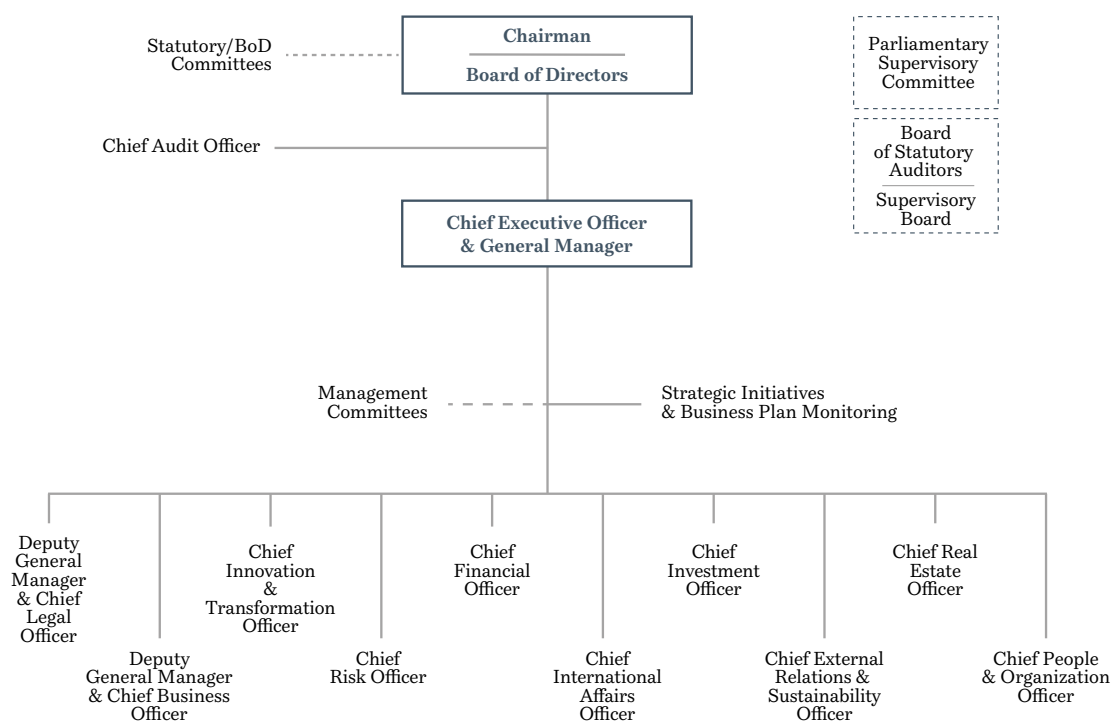 Chairman
Board of Directors
Statutory/BoD
Committees
Parliamentary
Supervisory
Committee
Board
of Statutory
Auditors
Supervisory
Board
Chief Audit Officer
Chief Executive Officer
& General Manager
Management
Committees
Strategic Initiatives
& Business Plan Monitoring
Deputy
General
Manager
& Chief
Legal
Officer
Deputy
General Manager
& Chief Business
Officer
Chief
Innovation
&
Transformation
Officer
Chief
Risk Officer
Chief
Financial
Officer
Chief
International
Affairs
Officer
Chief
Investment
Officer
Chief External
Relations &
Sustainability
Officer
Chief Real
Estate
Officer
Chief People
& Organization
Officer